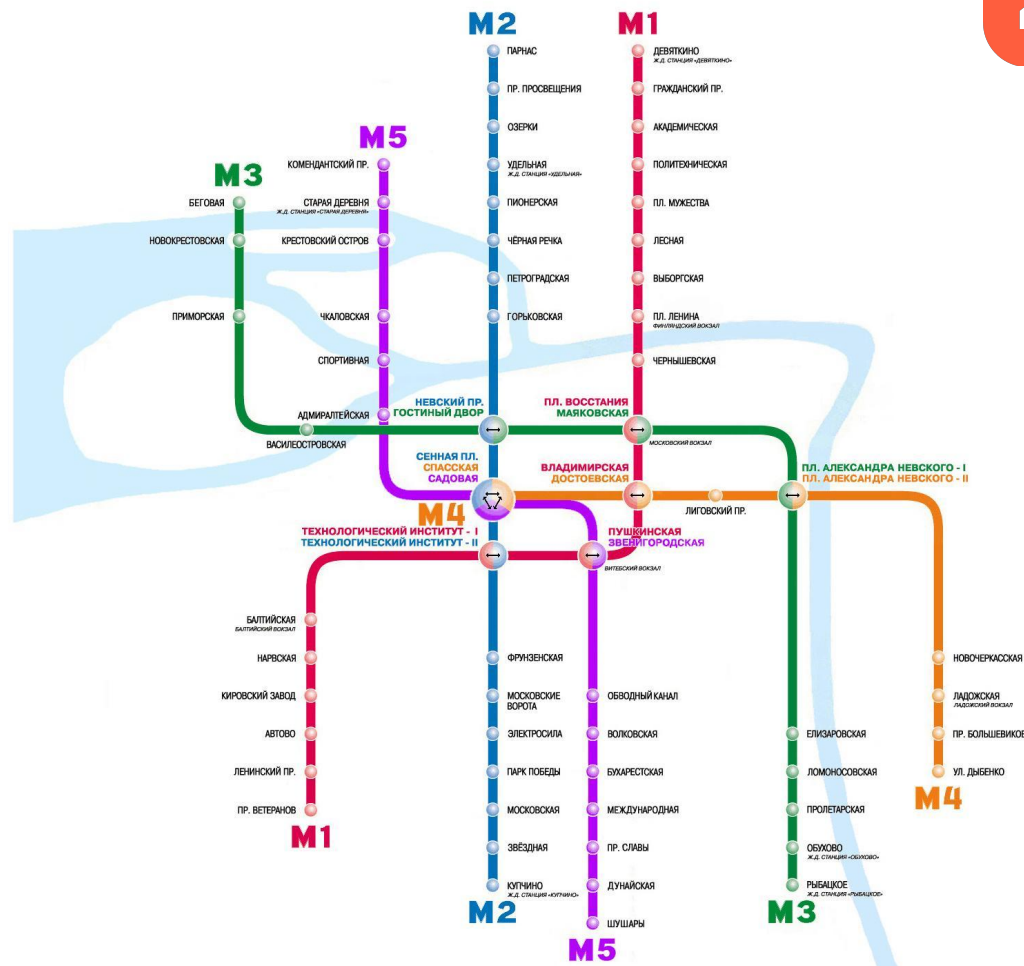 М2
М1
ПАРНАС
ДЕВЯТКИНО
Ж.Д. СТАНЦИЯ «ДЕВЯТКИНО»
ПР. ПРОСВЕЩЕНИЯ
ГРАЖДАНСКИЙ ПР.
ОЗЕРКИ
АКАДЕМИЧЕСКАЯ
М5
КОМЕНДАНТСКИЙ ПР.
УДЕЛЬНАЯ
Ж.Д. СТАНЦИЯ «УДЕЛЬНАЯ»
ПОЛИТЕХНИЧЕСКАЯ
М3
БЕГОВАЯ
СТАРАЯ ДЕРЕВНЯ
Ж.Д. СТАНЦИЯ «СТАРАЯ ДЕРЕВНЯ»
ПИОНЕРСКАЯ
ПЛ. МУЖЕСТВА
НОВОКРЕСТОВСКАЯ
КРЕСТОВСКИЙ ОСТРОВ
ЧЁРНАЯ РЕЧКА
ЛЕСНАЯ
ПЕТРОГРАДСКАЯ
ВЫБОРГСКАЯ
ПРИМОРСКАЯ
ЧКАЛОВСКАЯ
ГОРЬКОВСКАЯ
ПЛ. ЛЕНИНА
ФИНЛЯНДСКИЙ ВОКЗАЛ
СПОРТИВНАЯ
ЧЕРНЫШЕВСКАЯ
АДМИРАЛТЕЙСКАЯ
НЕВСКИЙ ПР.
ГОСТИНЫЙ ДВОР
ПЛ. ВОССТАНИЯ
МАЯКОВСКАЯ
ВАСИЛЕОСТРОВСКАЯ
МОСКОВСКИЙ ВОКЗАЛ
СЕННАЯ ПЛ.
СПАССКАЯ
САДОВАЯ
ВЛАДИМИРСКАЯ
ДОСТОЕВСКАЯ
ПЛ. АЛЕКСАНДРА НЕВСКОГО - I
ПЛ. АЛЕКСАНДРА НЕВСКОГО - II
М4
ЛИГОВСКИЙ ПР.
ТЕХНОЛОГИЧЕСКИЙ ИНСТИТУТ - I
ТЕХНОЛОГИЧЕСКИЙ ИНСТИТУТ - II
ПУШКИНСКАЯ
ЗВЕНИГОРОДСКАЯ
ВИТЕБСКИЙ ВОКЗАЛ
БАЛТИЙСКАЯ
БАЛТИЙСКИЙ ВОКЗАЛ
НАРВСКАЯ
ФРУНЗЕНСКАЯ
НОВОЧЕРКАССКАЯ
КИРОВСКИЙ ЗАВОД
МОСКОВСКИЕ
ВОРОТА
ОБВОДНЫЙ КАНАЛ
ЛАДОЖСКАЯ
ЛАДОЖСКИЙ ВОКЗАЛ
АВТОВО
ЭЛЕКТРОСИЛА
ВОЛКОВСКАЯ
ЕЛИЗАРОВСКАЯ
ПР. БОЛЬШЕВИКОВ
ЛЕНИНСКИЙ ПР.
ПАРК ПОБЕДЫ
БУХАРЕСТСКАЯ
ЛОМОНОСОВСКАЯ
УЛ. ДЫБЕНКО
М4
ПР. ВЕТЕРАНОВ
МОСКОВСКАЯ
МЕЖДУНАРОДНАЯ
ПРОЛЕТАРСКАЯ
М1
ЗВЁЗДНАЯ
ПР. СЛАВЫ
ОБУХОВО
Ж.Д. СТАНЦИЯ «ОБУХОВО»
КУПЧИНО
Ж.Д. СТАНЦИЯ «КУПЧИНО»
ДУНАЙСКАЯ
РЫБАЦКОЕ
Ж.Д. СТАНЦИЯ «РЫБАЦКОЕ»
М2
М3
ШУШАРЫ
М5